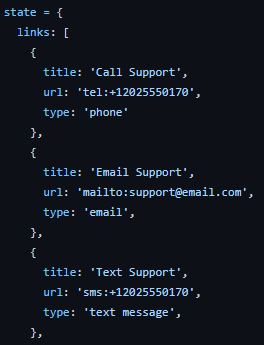 state = {
  links: [
    {
      title: 'Call Support',
      url: 'tel:+12025550170',
      type: 'phone'
    },
    {
      title: 'Email Support',
      url: 'mailto:support@email.com',
      type: 'email',
    },
    {
      title: 'Text Support',
      url: 'sms:+12025550170',
      type: 'text message',
    },